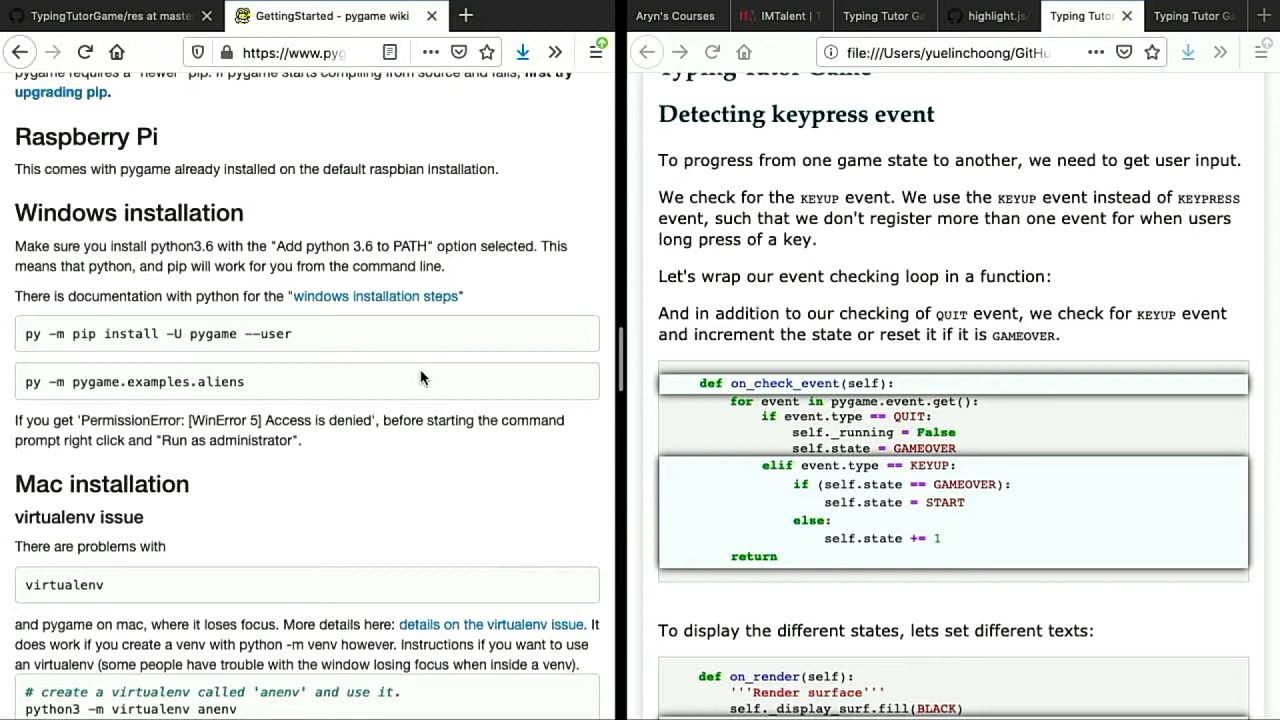 TypingTutorGame/res at maste
GettingStarted - pygame wiki
https://www.pyg
pygame requires a 'newer' pip. If pygame starts compiling from source and fails, first try
upgrading pip.
Raspberry Pi
This comes with pygame already installed on the default raspbian installation.
Windows installation
Make sure you install python3.6 with the "Add python 3.6 to PATH" option selected. This
means that python, and pip will work for you from the command line.
There is documentation with python for the "windows installation steps"
py -m pip install -U pygame --user
py -m pygame.examples.aliens
If you get 'PermissionError: [WinError 5] Access is denied', before starting the command
prompt right click and "Run as administrator".
Mac installation
virtualenv issue
There are problems with
virtualenv
and pygame on mac, where it loses focus. More details here: details on the virtualenv issue. It
does work if you create a venv with python -m venv however. Instructions if you want to use
an virtualenv (some people have trouble with the window losing focus when inside a venv).
# create a virtualenv called 'anenv' and use it.
python3 -m virtualenv anenv
Aryn's Courses
IMTalent | T
Typing Tutor Ga
highlight.js
Typing Tutor
Typing Tutor Ga
file:///Users/yuelinchoong/GitHu
Typing Tutor Game
Detecting keypress event
To progress from one game state to another, we need to get user input.
We check for the KEYUP event. We use the KEYUP event instead of KEYPRESS
event, such that we don't register more than one event for when users
long press of a key.
Let's wrap our event checking loop in a function:
And in addition to our checking of QUIT event, we check for KEYUP event
and increment the state or reset it if it is GAMEOVER.
def on_check_event(self):
for event in pygame.event.get():
if event.type == QUIT:
self._running = False
self.state = GAMEOVER
elif event.type == KEYUP:
if (self.state == GAMEOVER):
self.state = START
else:
self.state += 1
return
To display the different states, lets set different texts:
def on_render(self):
'''Render surface'''
self._display_surf.fill(BLACK)